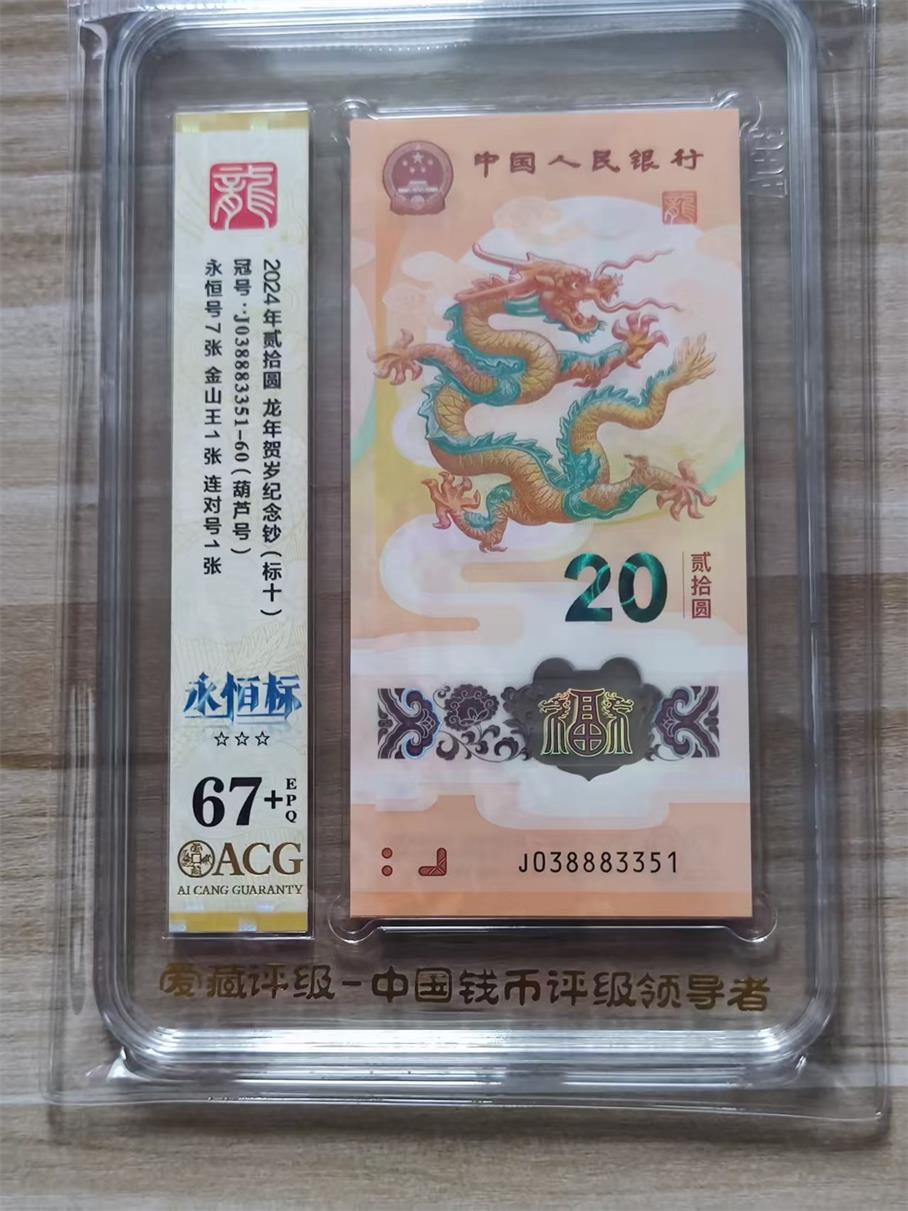 龍
2024年贰拾圆 龙年贺岁纪念钞(标十)
冠号:J038883351-60(葫芦号)
永恒号7张 金山王1张 连对号1张
永恒标
67+
EPQ
ACG
AI CANG GUARANTY
中国人民银行
龍
20
贰拾圆
福
J038883351
爱藏评级-中国钱币评级领导者